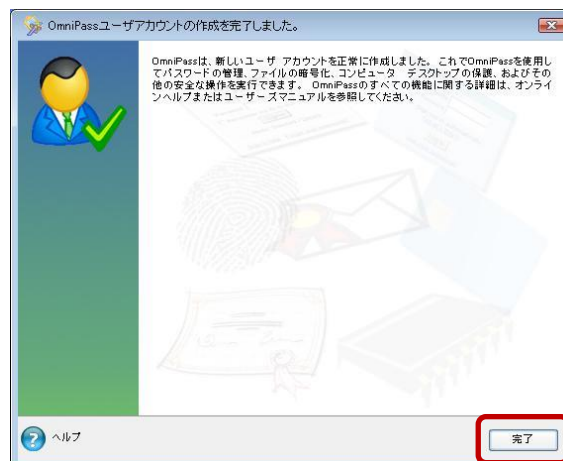 OmniPassユーザアカウントの作成を完了しました。
OmniPassは、新しいユーザ アカウントを正常に作成しました。これでOmniPassを使用し
てパスワードの管理、ファイルの暗号化、コンピュータ デスクトップの保護、およびその
他の安全な操作を実行できます。 OmniPassのすべての機能に関する詳細は、オンライ
ンヘルプまたはユーザーズマニュアルを参照してください。
ヘルプ
完了